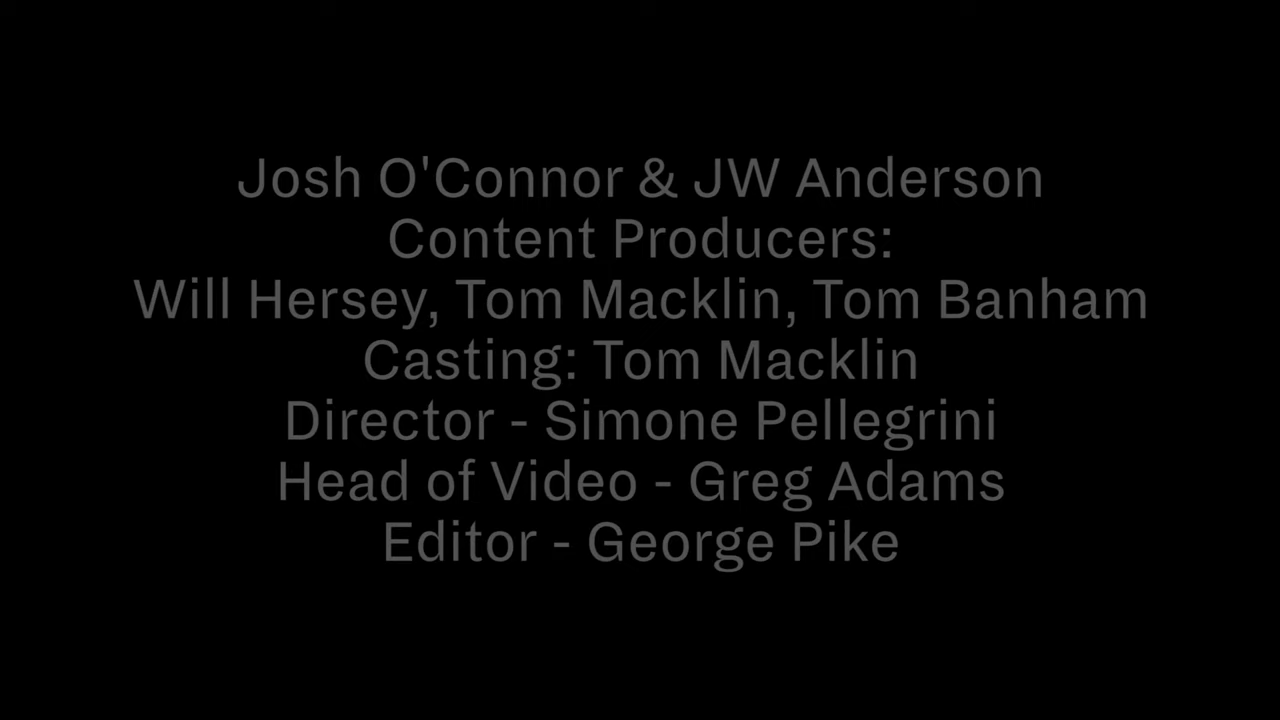 Josh O'Connor & JW Anderson
Content Producers:
Will Hersey, Tom Macklin, Tom Banham
Casting: Tom Macklin
Director - Simone Pellegrini
Head of Video - Greg Adams
Editor - George Pike